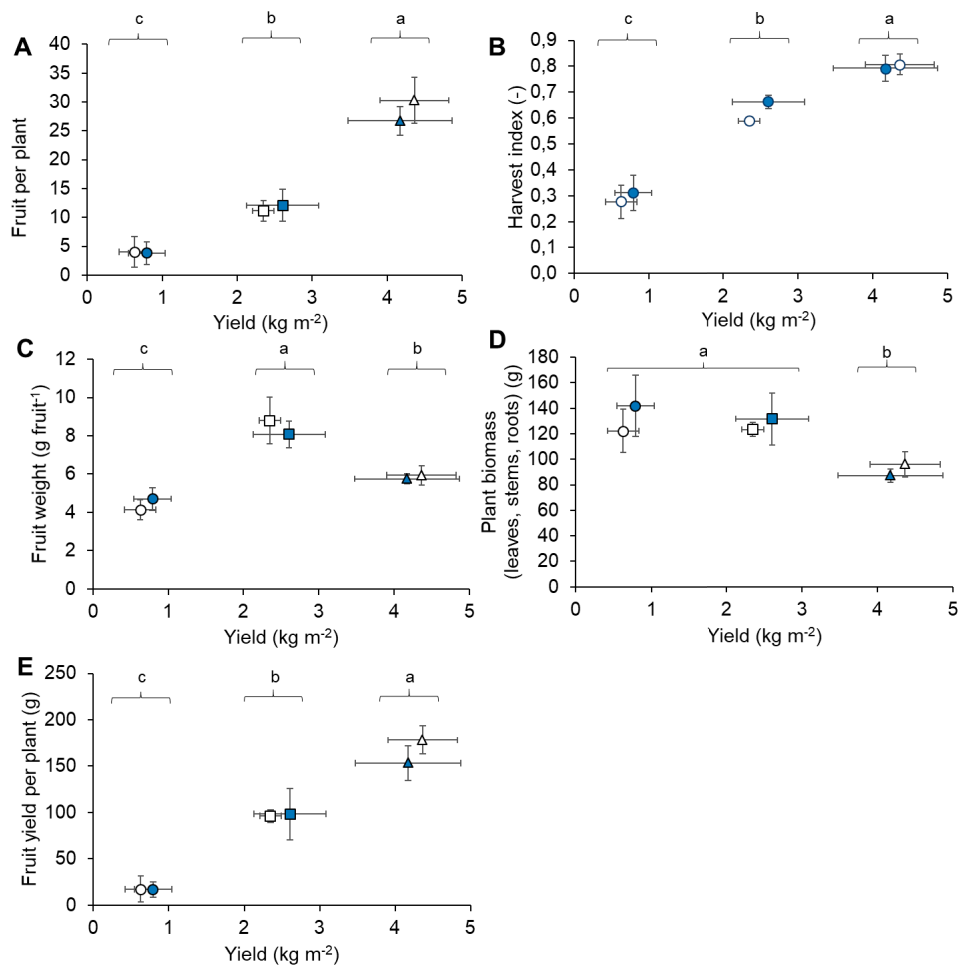 A
c
b
a
Fruit per plant
40
35
30
25
20
15
10
5
0
0
1
2
3
4
5
Yield (kg m⁻²)
B
c
b
a
Harvest index (-)
0,9
0,8
0,7
0,6
0,5
0,4
0,3
0,2
0,1
0,0
0
1
2
3
4
5
Yield (kg m⁻²)
C
c
a
b
Fruit weight (g fruit⁻¹)
12
10
8
6
4
2
0
0
1
2
3
4
5
Yield (kg m⁻²)
D
a
b
Plant biomass
(leaves, stems, roots) (g)
180
160
140
120
100
80
60
40
20
0
0
1
2
3
4
5
Yield (kg m⁻²)
E
c
b
a
Fruit yield per plant (g)
250
200
150
100
50
0
0
1
2
3
4
5
Yield (kg m⁻²)